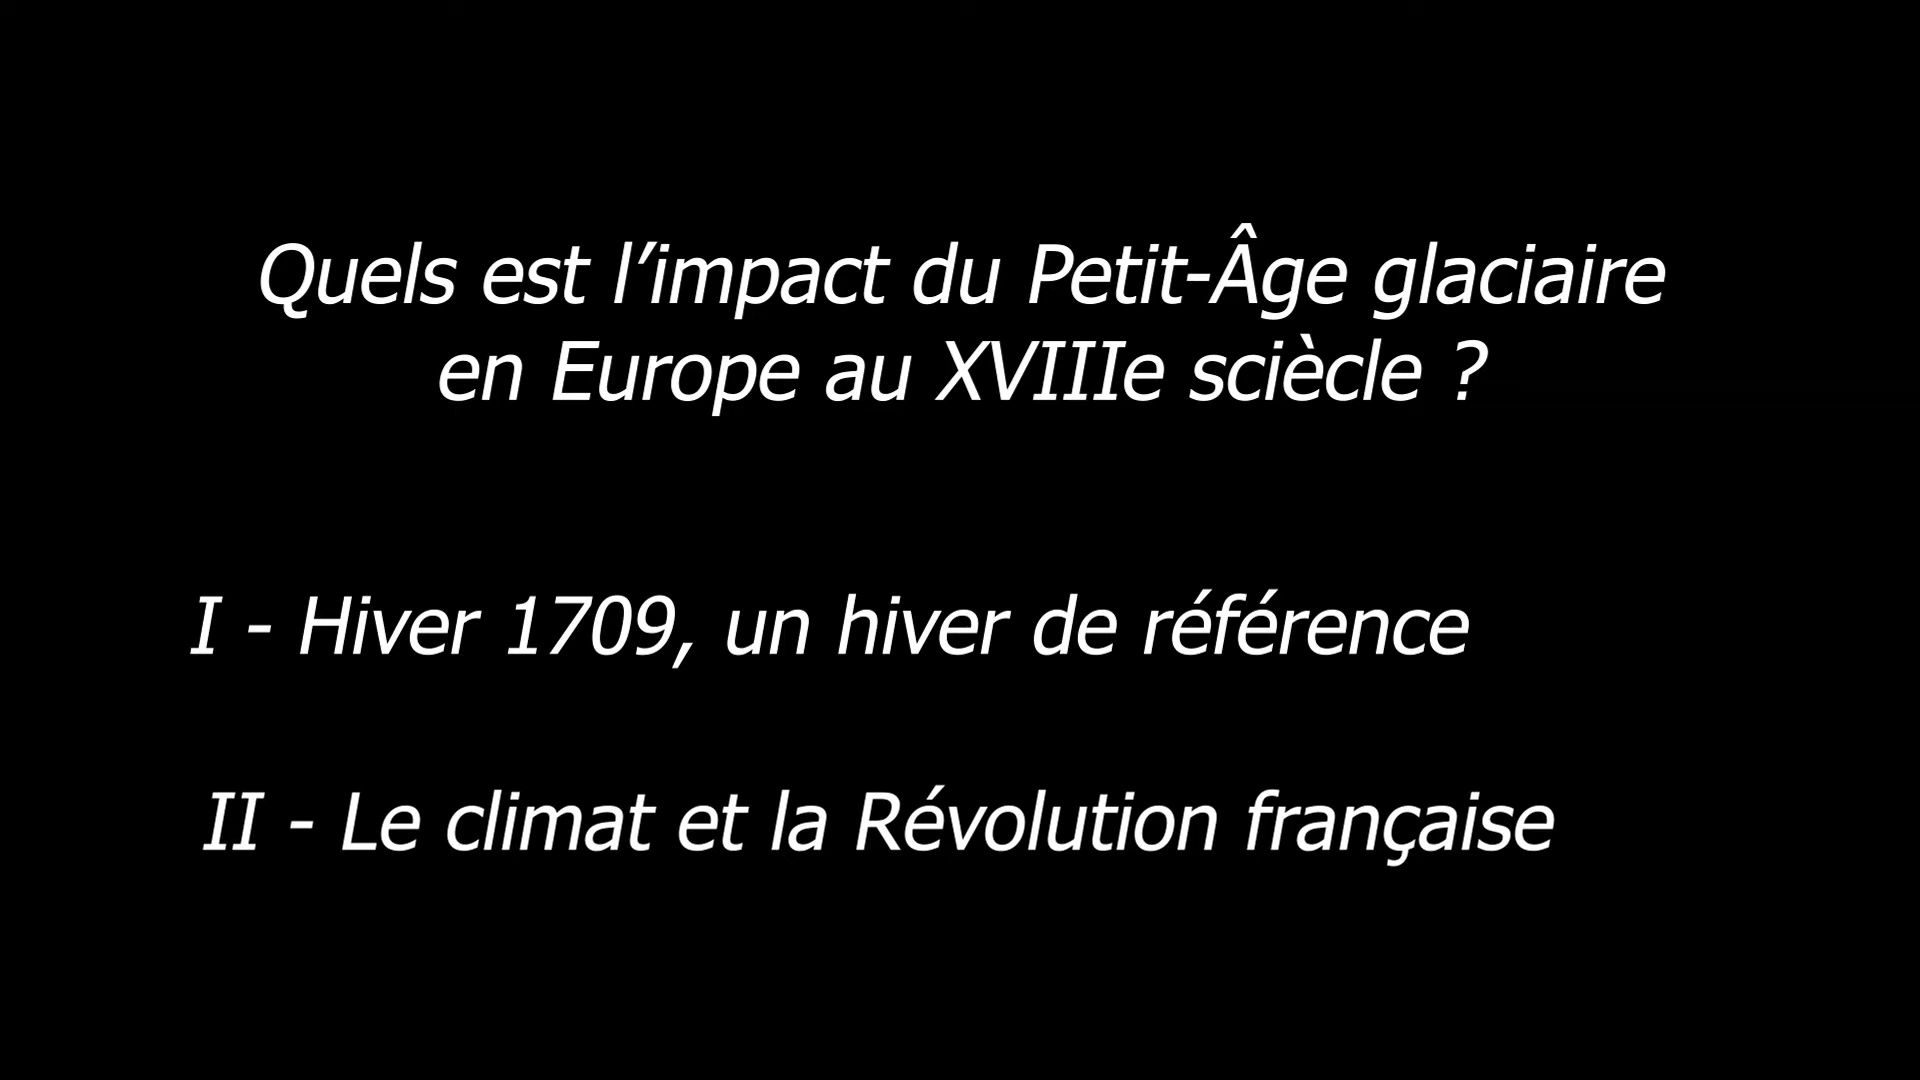 Quels est l’impact du Petit-Âge glaciaire
en Europe au XVIIIe sciècle ?
I - Hiver 1709, un hiver de référence
II - Le climat et la Révolution française